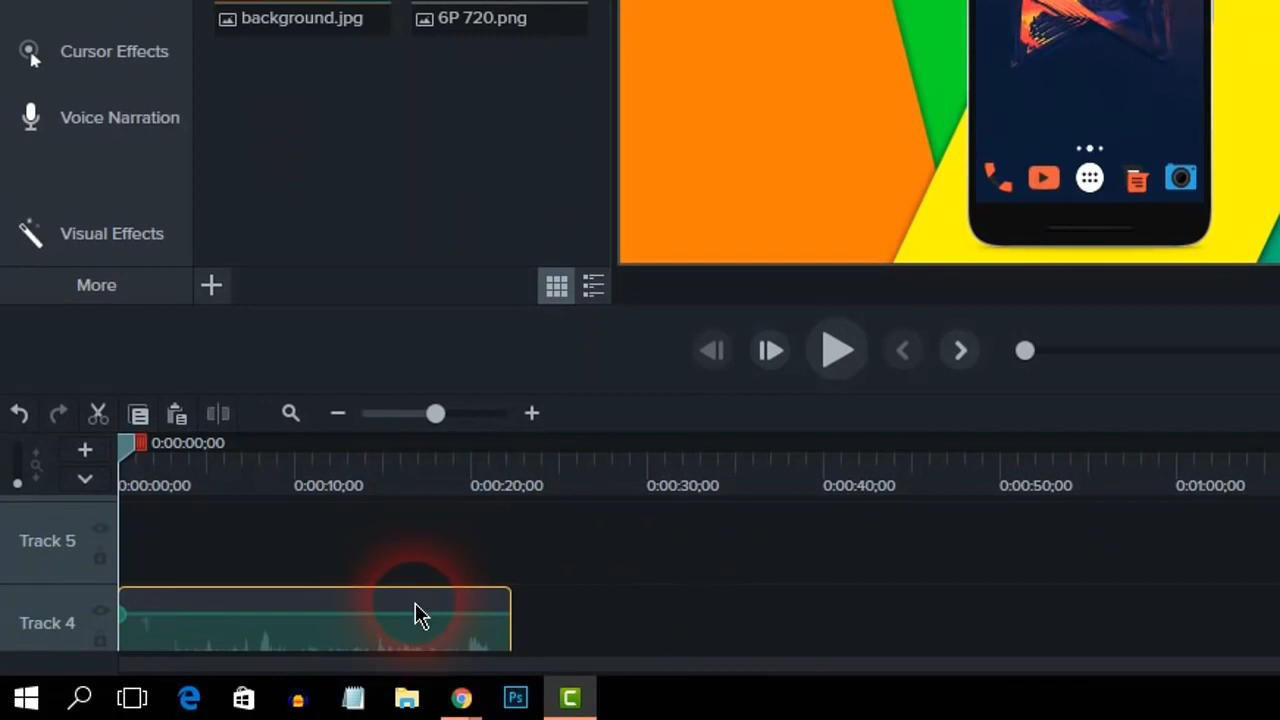 background.jpg
6P 720.png
Cursor Effects
Voice Narration
Visual Effects
More
0:00:00;00
0:00:00;00
0:00:10;00
0:00:20;00
0:00:30;00
0:00:40;00
0:00:50;00
0:01:00;00
Track 5
Track 4
Ps
C